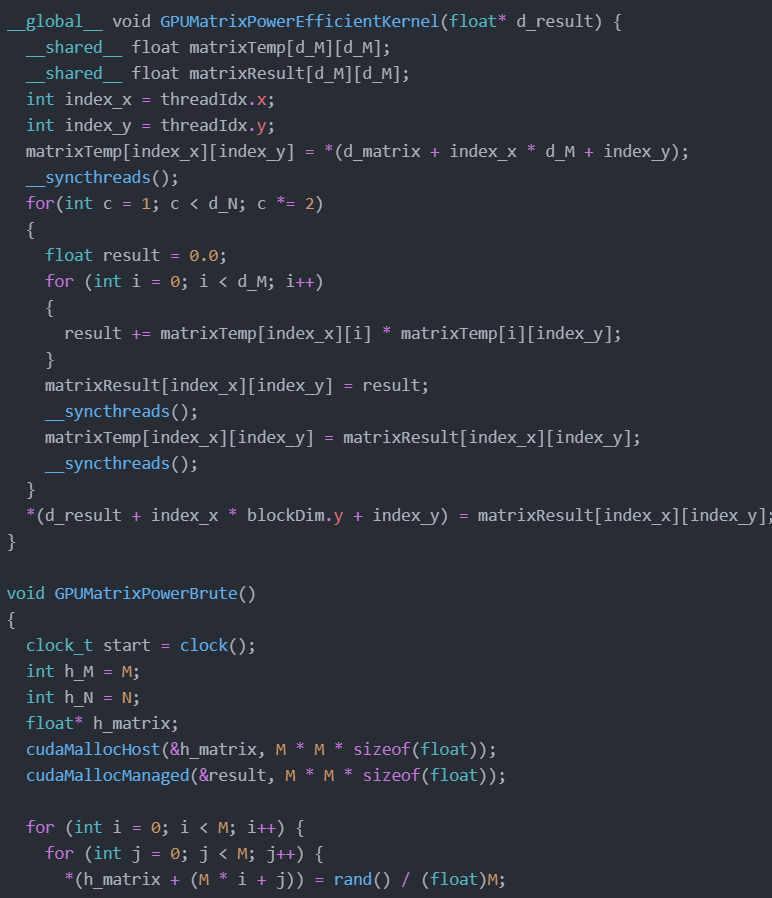 __global__ void GPUMatrixPowerEfficientKernel(float* d_result) {
  __shared__ float matrixTemp[d_M][d_M];
  __shared__ float matrixResult[d_M][d_M];
  int index_x = threadIdx.x;
  int index_y = threadIdx.y;
  matrixTemp[index_x][index_y] = *(d_matrix + index_x * d_M + index_y);
  __syncthreads();
  for(int c = 1; c < d_N; c *= 2)
  {
    float result = 0.0;
    for (int i = 0; i < d_M; i++)
    {
      result += matrixTemp[index_x][i] * matrixTemp[i][index_y];
    }
    matrixResult[index_x][index_y] = result;
    __syncthreads();
    matrixTemp[index_x][index_y] = matrixResult[index_x][index_y];
    __syncthreads();
  }
  *(d_result + index_x * blockDim.y + index_y) = matrixResult[index_x][index_y];
}

void GPUMatrixPowerBrute()
{
  clock_t start = clock();
  int h_M = M;
  int h_N = N;
  float* h_matrix;
  cudaMallocHost(&h_matrix, M * M * sizeof(float));
  cudaMallocManaged(&result, M * M * sizeof(float));

  for (int i = 0; i < M; i++) {
    for (int j = 0; j < M; j++) {
      *(h_matrix + (M * i + j)) = rand() / (float)M;